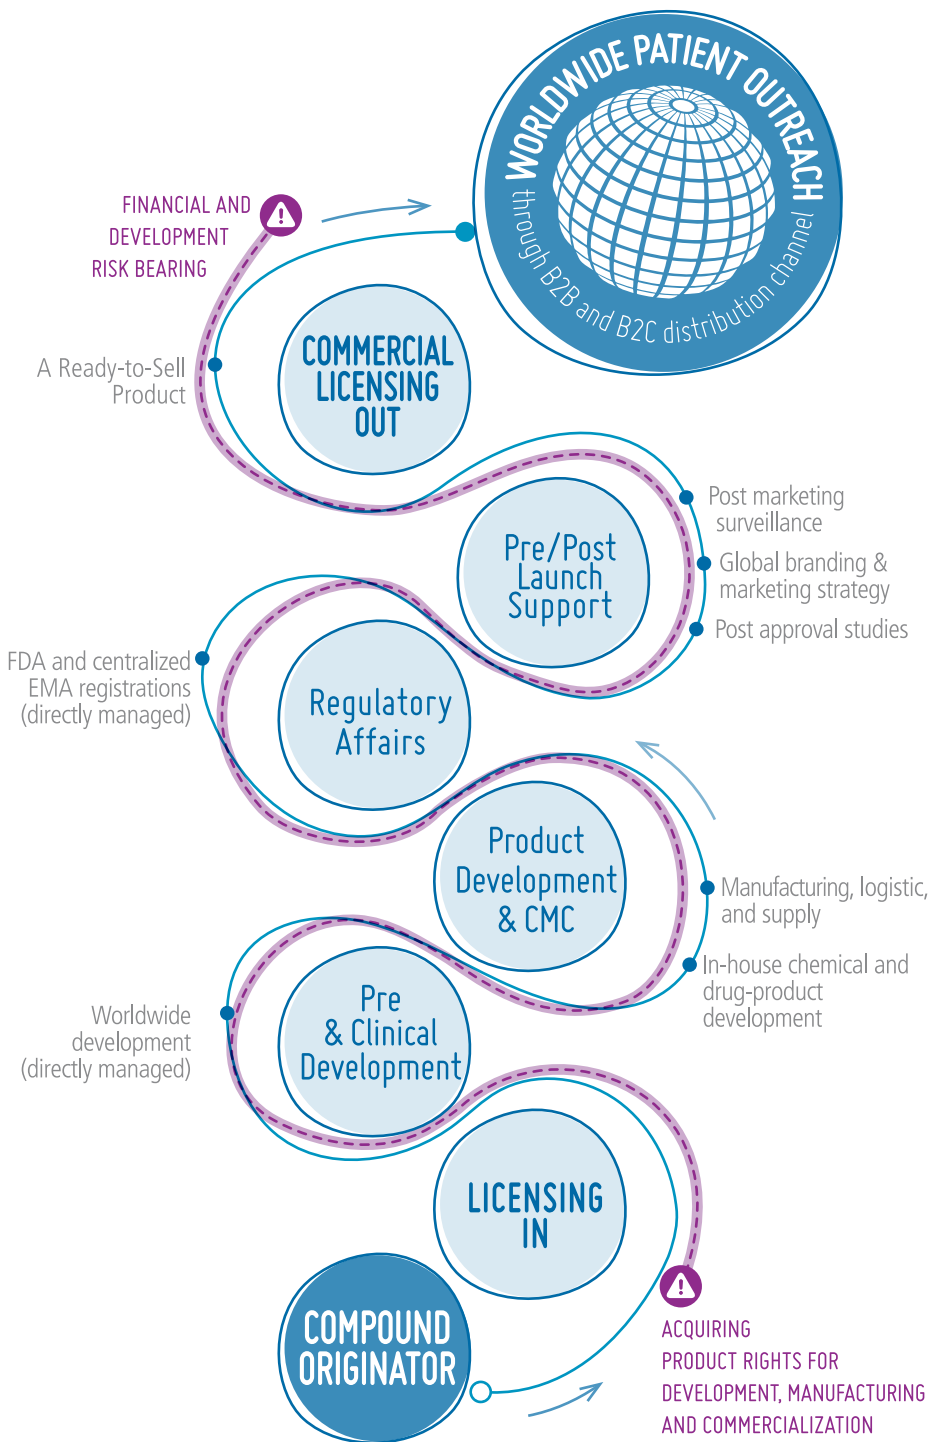 WORLDWIDE PATIENT OUTREACH
through B2B and B2C distribution channel
FINANCIAL AND
DEVELOPMENT
RISK BEARING
COMMERCIAL
LICENSING
OUT
A Ready-to-Sell
Product
Pre/Post
Launch
Support
Post marketing
surveillance
Global branding &
marketing strategy
Post approval studies
FDA and centralized
EMA registrations
(directly managed)
Regulatory
Affairs
Product
Development
& CMC
Manufacturing, logistic,
and supply
In-house chemical and
drug-product
development
Pre
& Clinical
Development
Worldwide
development
(directly managed)
LICENSING
IN
COMPOUND
ORIGINATOR
ACQUIRING
PRODUCT RIGHTS FOR
DEVELOPMENT, MANUFACTURING
AND COMMERCIALIZATION